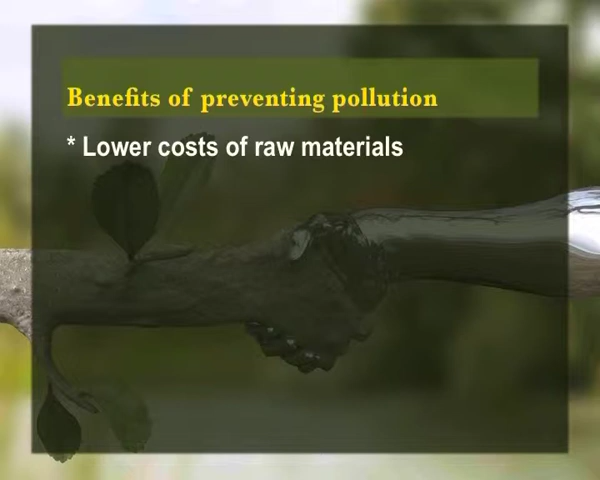 Benefits of preventing pollution
* Lower costs of raw materials